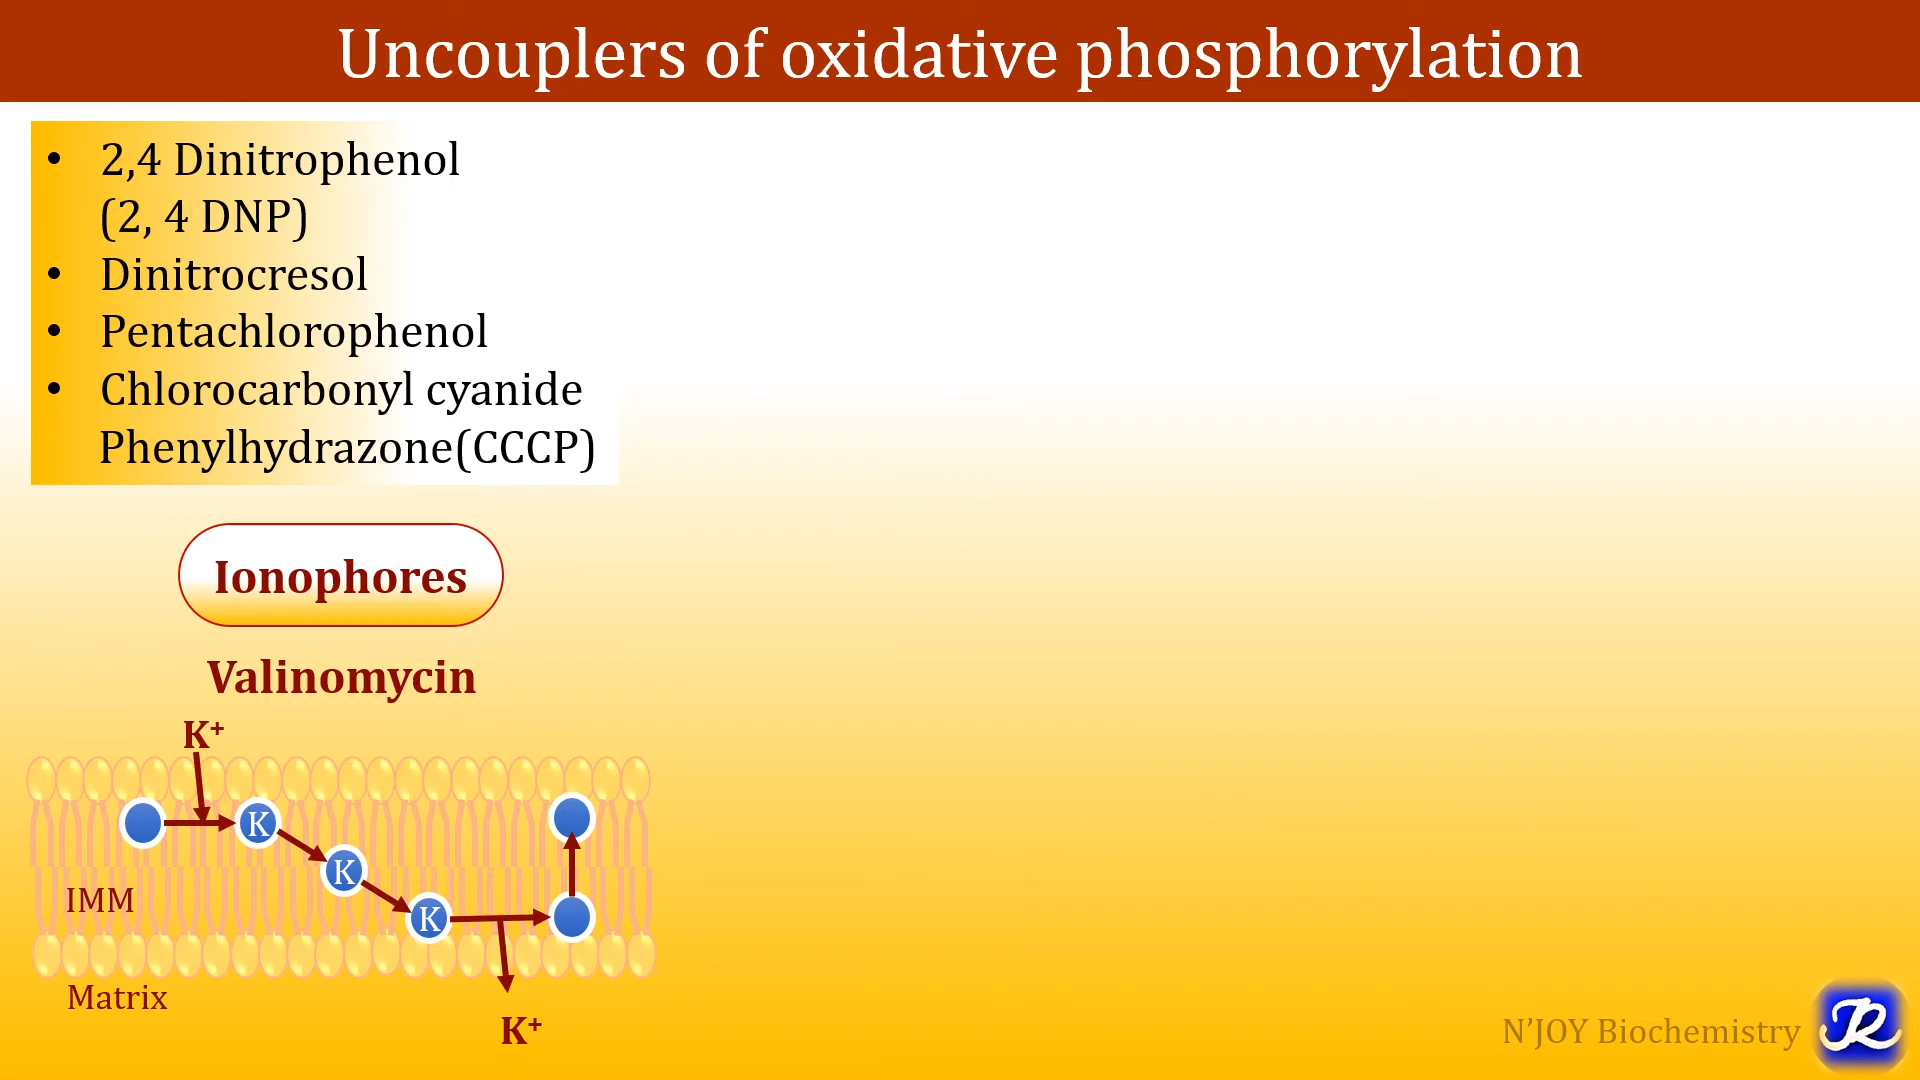 Uncouplers of oxidative phosphorylation
• 2,4 Dinitrophenol
(2, 4 DNP)
• Dinitrocresol
• Pentachlorophenol
• Chlorocarbonyl cyanide
Phenylhydrazone(CCCP)
Ionophores
Valinomycin
K⁺
K
K
K
IMM
Matrix
K⁺
N’JOY Biochemistry
R